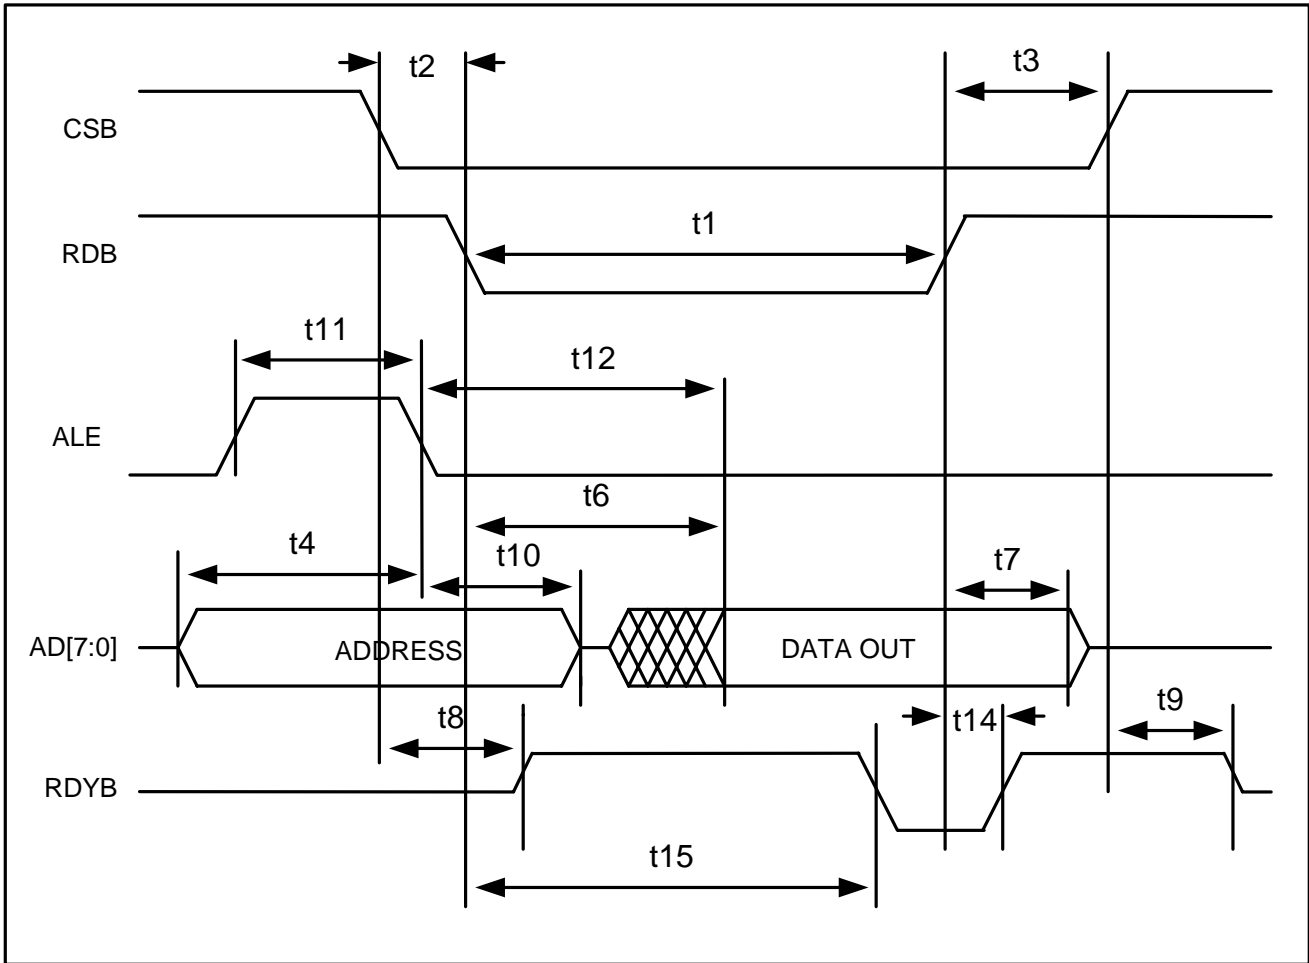 t2
t3
CSB
t1
RDB
t11
t12
ALE
t6
t4
t10
t7
AD[7:0]
ADDRESS
DATA OUT
t8
t14
t9
RDYB
t15